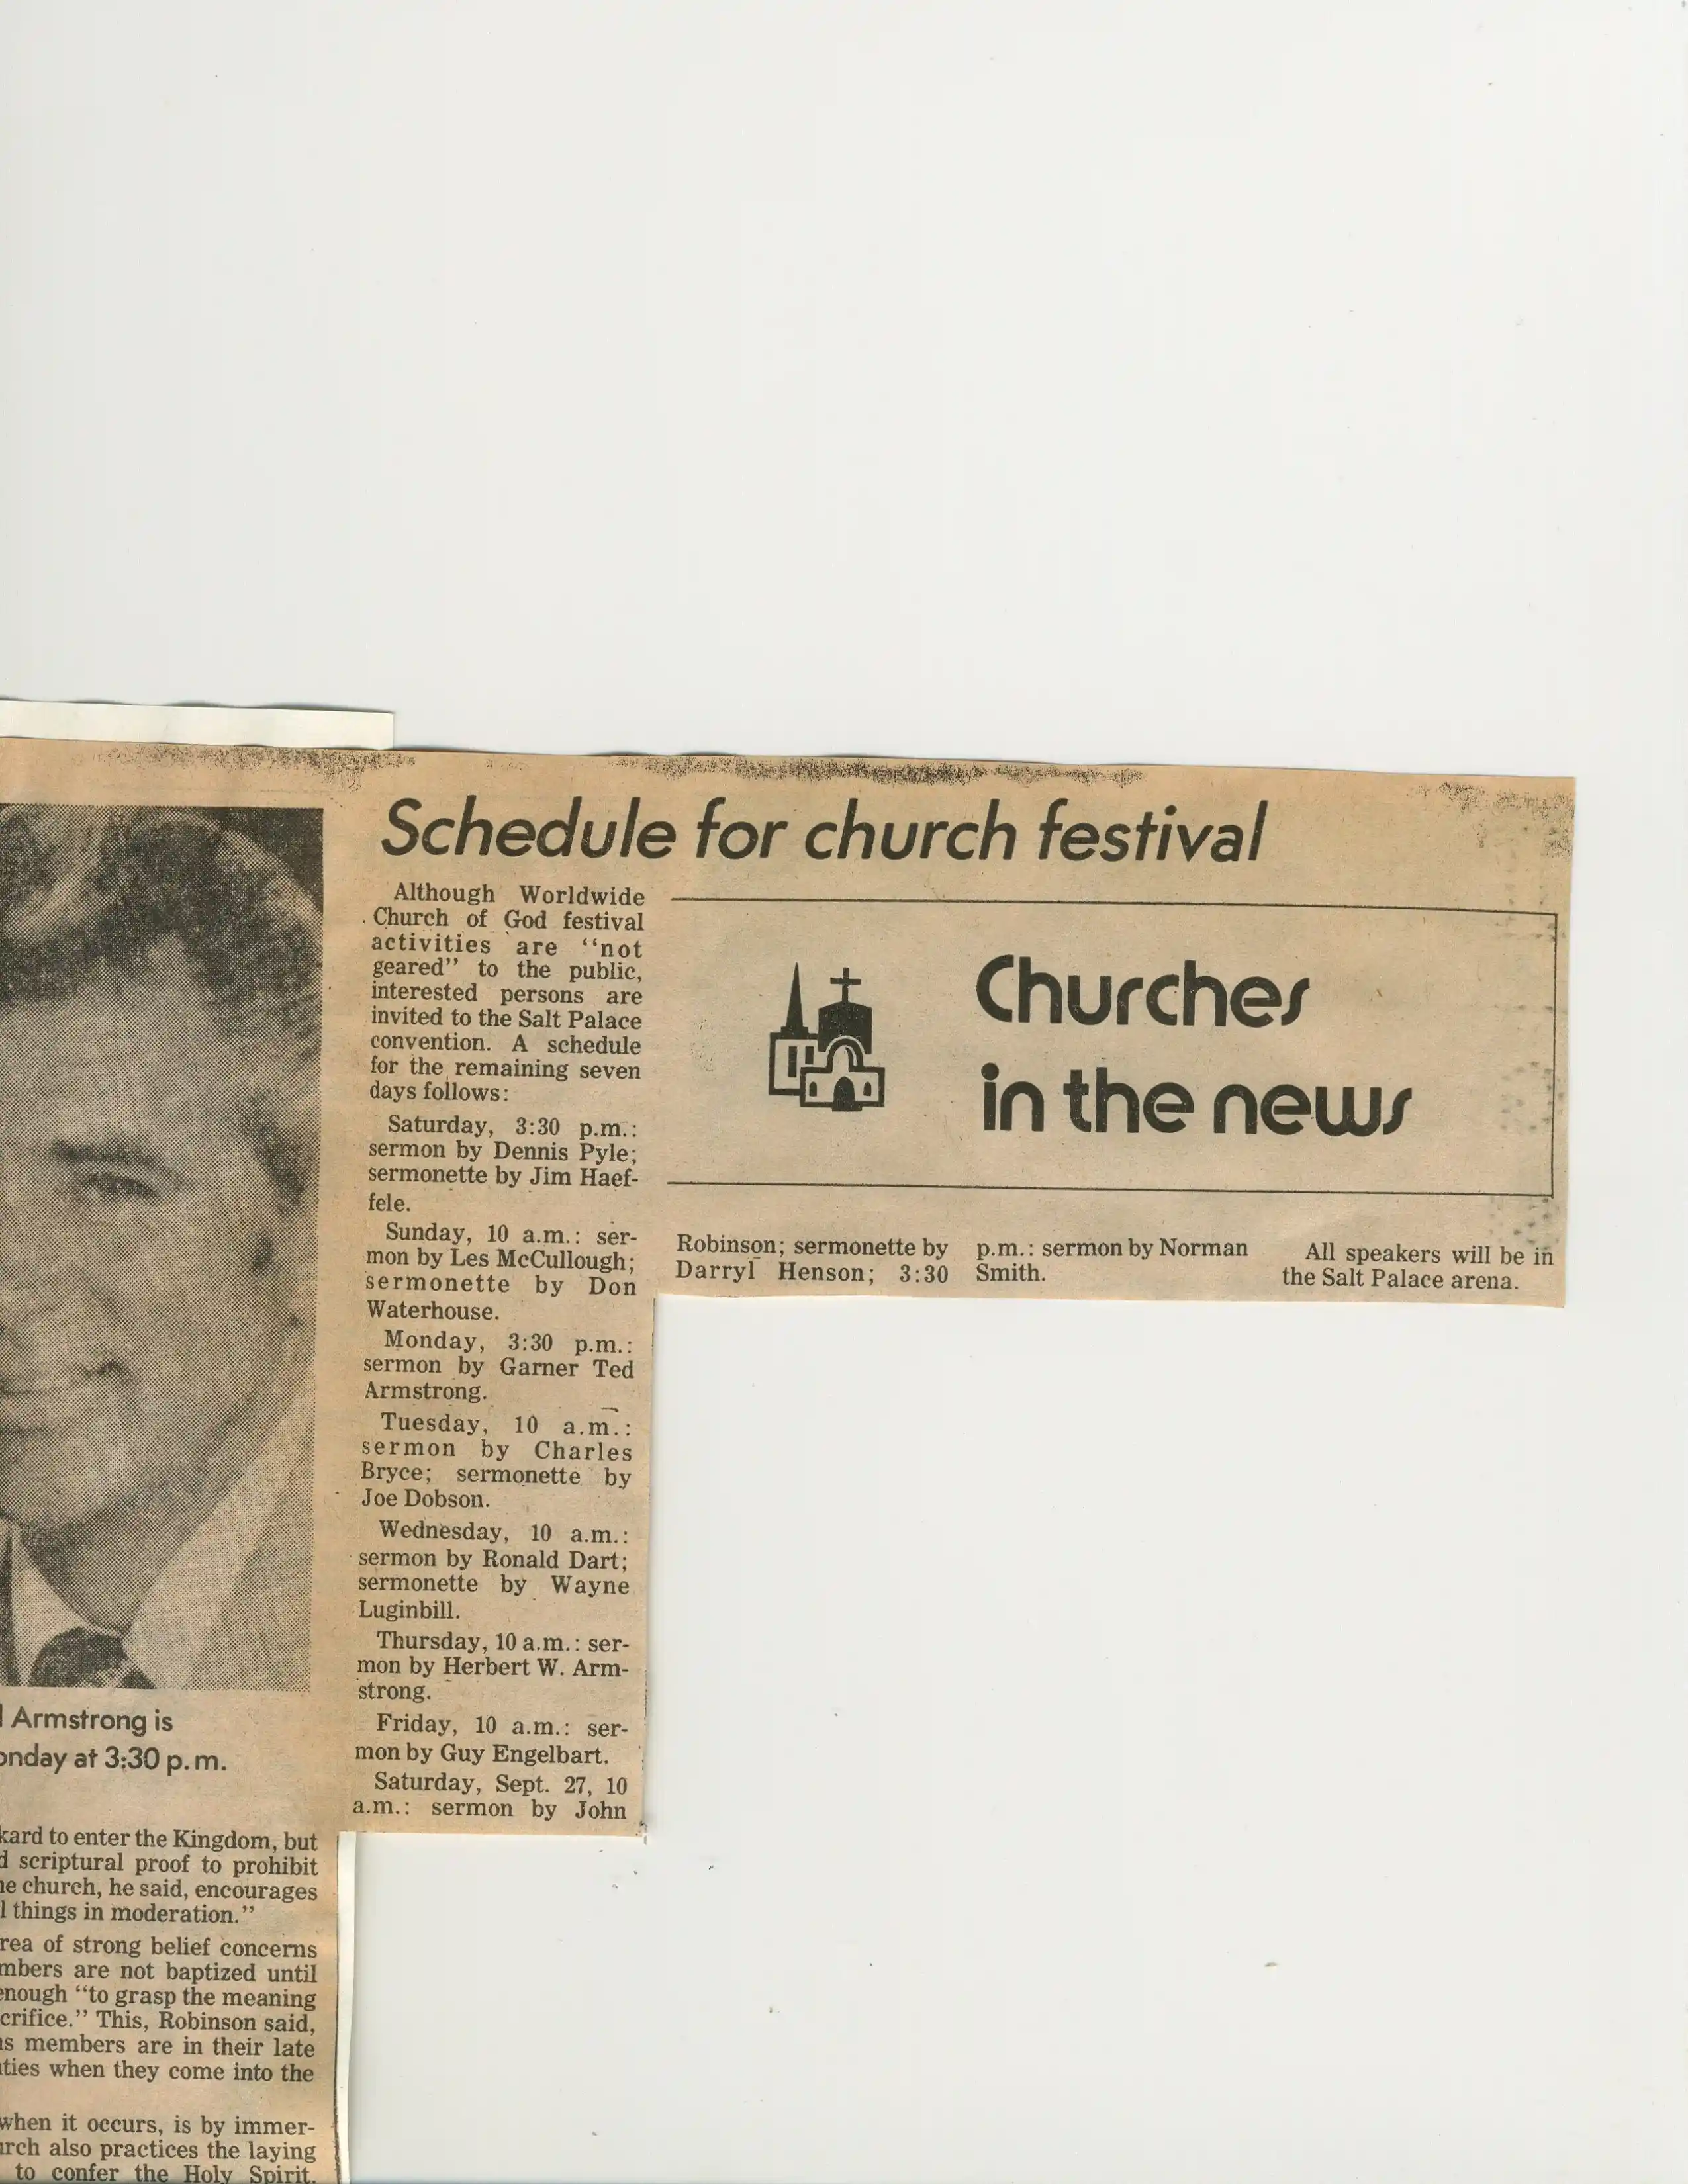 Schedule for church festival
Although Worldwide
Church of God festival
activities are “not
geared” to the public,
interested persons are
invited to the Salt Palace
convention. A schedule
for the remaining seven
days follows:
Saturday, 3:30 p.m.:
sermon by Dennis Pyle;
sermonette by Jim Haef-
fele.
Sunday, 10 a.m.: ser-
mon by Les McCullough;
sermonette by Don
Waterhouse.
Monday, 3:30 p.m.:
sermon by Garner Ted
Armstrong.
Tuesday, 10 a.m.:
sermon by Charles
Bryce; sermonette by
Joe Dobson.
Wednesday, 10 a.m.:
sermon by Ronald Dart;
sermonette by Wayne
Luginbill.
Thursday, 10 a.m.: ser-
mon by Herbert W. Arm-
strong.
Friday, 10 a.m.: ser-
mon by Guy Engelbart.
Saturday, Sept. 27, 10
a.m.: sermon by John
Churches
in the news
Robinson; sermonette by
Darryl Henson; 3:30
p.m.: sermon by Norman
Smith.
All speakers will be in
the Salt Palace arena.
Armstrong is
onday at 3:30 p.m.
kard to enter the Kingdom, but
d scriptural proof to prohibit
he church, he said, encourages
l things in moderation.”
rea of strong belief concerns
mbers are not baptized until
enough “to grasp the meaning
crifice.” This, Robinson said,
ns members are in their late
ties when they come into the
when it occurs, is by immer-
urch also practices the laying
to confer the Holy Spirit.